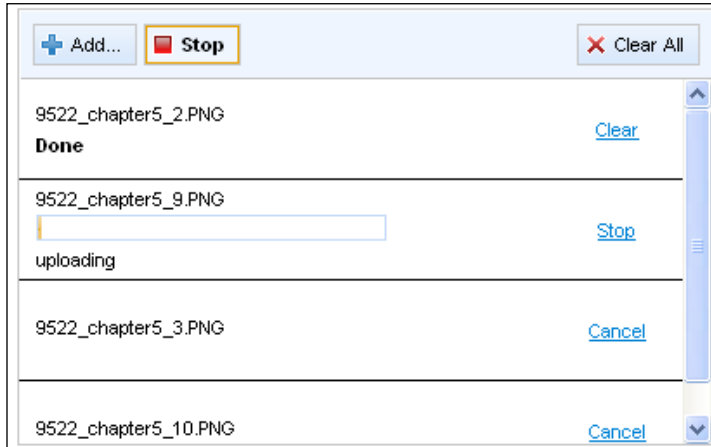 Add... Stop Clear All
9522_chapter5_2.PNG
Clear
Done
9522_chapter5_9.PNG
Stop
uploading
9522_chapter5_3.PNG
Cancel
9522_chapter5_10.PNG
Cancel